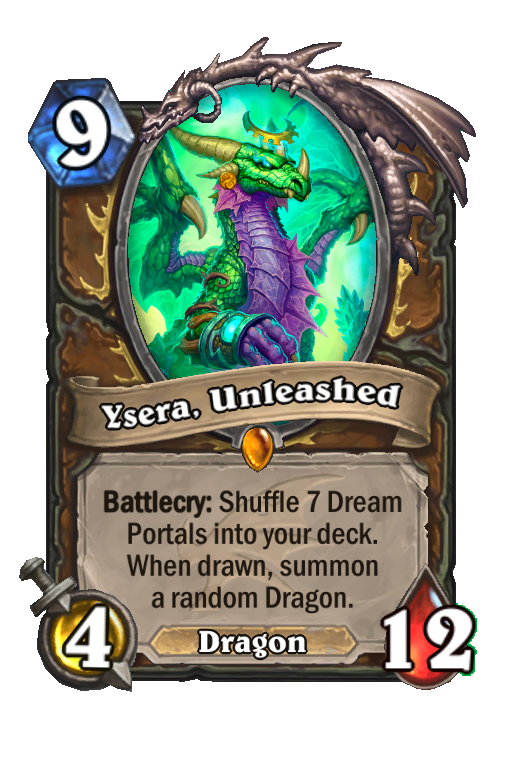 9
Ysera, Unleashed
Battlecry: Shuffle 7 Dream
Portals into your deck.
When drawn, summon
a random Dragon.
4
Dragon
12